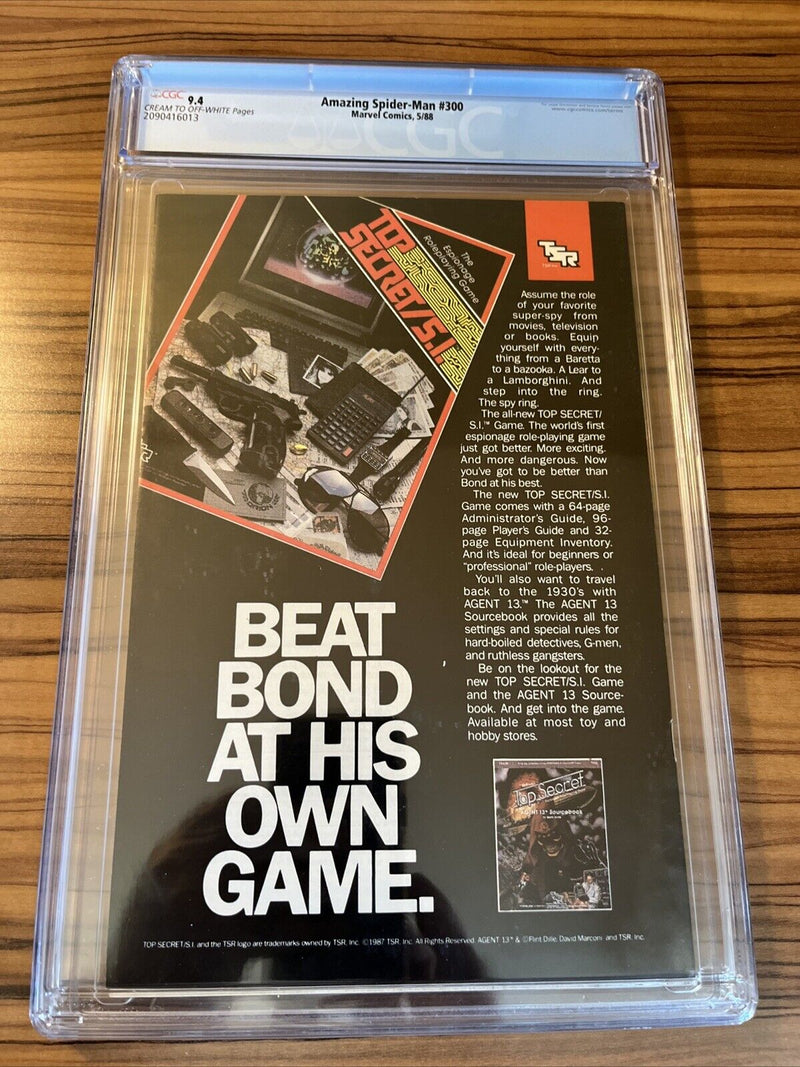 CGC 9.4
CREAM TO OFF-WHITE Pages
2090416013
Amazing Spider-Man #300
Marvel Comics, 5/88
CGC
TOP
SECRET/S.I.
The
Espionage
Roleplaying Game
TSR
Assume the role
of your favorite
super-spy from
movies, television
or books. Equip
yourself with every-
thing from a Baretta
to a bazooka. A Lear to
a Lamborghini. And
step into the ring.
The spy ring.
The all-new TOP SECRET/
S.I.™ Game. The world's first
espionage role-playing game
just got better. More exciting.
And more dangerous. Now
you've got to be better than
Bond at his best.
The new TOP SECRET/S.I.
Game comes with a 64-page
Administrator's Guide, 96-
page Player's Guide and 32-
page Equipment Inventory.
And it's ideal for beginners or
"professional" role-players.
You'll also want to travel
back to the 1930's with
AGENT 13.™ The AGENT 13
Sourcebook provides all the
settings and special rules for
hard-boiled detectives, G-men,
and ruthless gangsters.
Be on the lookout for the
new TOP SECRET/S.I. Game
and the AGENT 13 Source-
book. And get into the game.
Available at most toy and
hobby stores.
BEAT
BOND
AT HIS
OWN
GAME.
Top Secret
AGENT 13™ Sourcebook
TOP SECRET/S.I. and the TSR logo are trademarks owned by TSR, Inc. ©1987 TSR, Inc. All Rights Reserved. AGENT 13™ & ©Flint Dille, David Marconi and TSR, Inc.